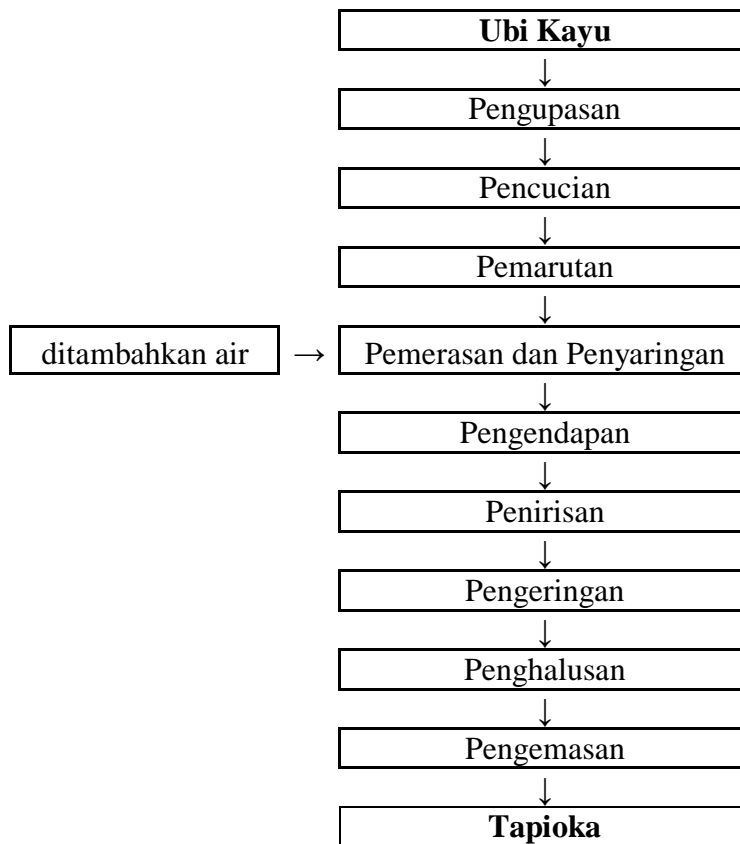 Ubi Kayu
↓
Pengupasan
↓
Pencucian
↓
Pemarutan
↓
ditambahkan air → Pemerasan dan Penyaringan
↓
Pengendapan
↓
Penirisan
↓
Pengeringan
↓
Penghalusan
↓
Pengemasan
↓
Tapioka